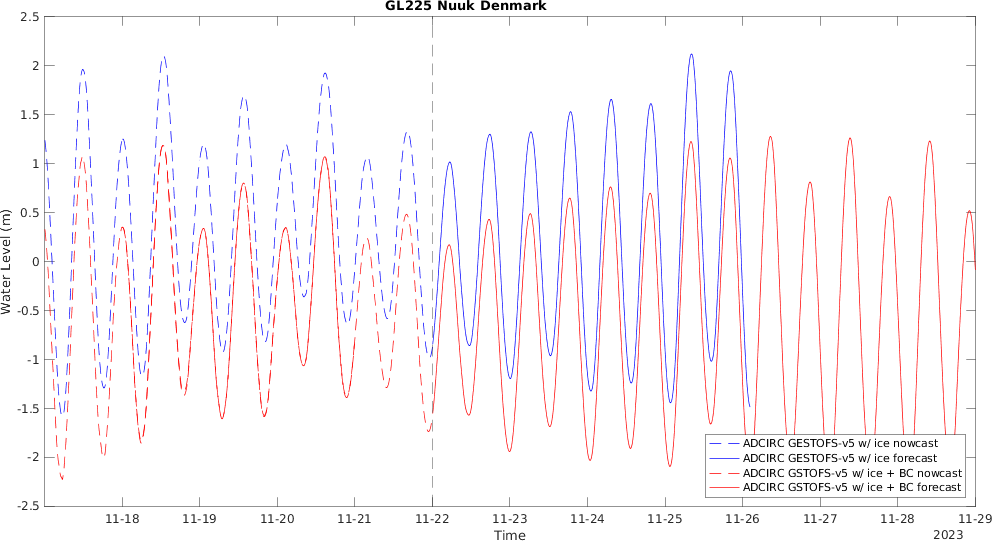 GL225 Nuuk Denmark
2.5
2
1.5
1
0.5
0
-0.5
-1
-1.5
-2
-2.5
Water Level (m)
ADCIRC GESTOFS-v5 w/ ice nowcast
ADCIRC GESTOFS-v5 w/ ice forecast
ADCIRC GSTOFS-v5 w/ ice + BC nowcast
ADCIRC GSTOFS-v5 w/ ice + BC forecast
11-18 11-19 11-20 11-21 11-22 11-23 11-24 11-25 11-26 11-27 11-28 11-29
Time
2023